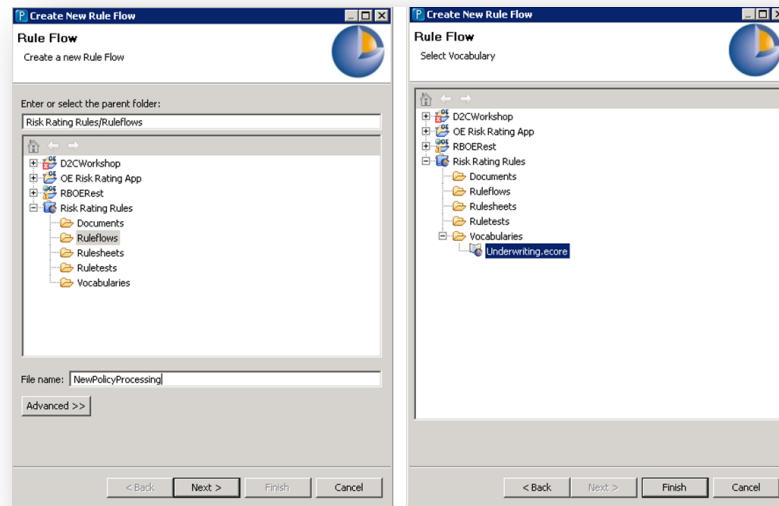 Create New Rule Flow
Rule Flow
Create a new Rule Flow
Enter or select the parent folder:
Risk Rating Rules/Ruleflows
D2CWorkshop
OE Risk Rating App
RBOERest
Risk Rating Rules
Documents
Ruleflows
Rulesheets
Ruletests
Vocabularies
File name: NewPolicyProcessing
Advanced >>
< Back Next > Finish Cancel
Create New Rule Flow
Rule Flow
Select Vocabulary
D2CWorkshop
OE Risk Rating App
RBOERest
Risk Rating Rules
Documents
Ruleflows
Rulesheets
Ruletests
Vocabularies
Underwriting.ecore
< Back Next > Finish Cancel